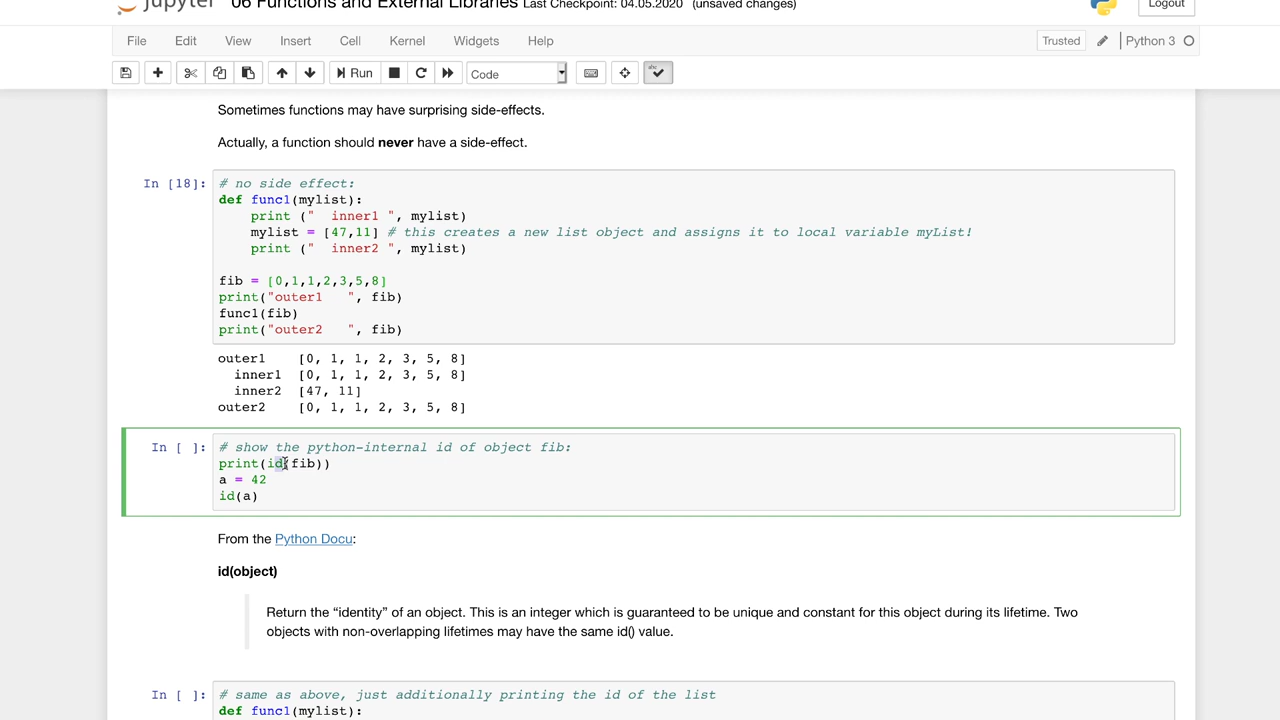 jupyter 06 Functions and External Libraries Last Checkpoint: 04.05.2020 (unsaved changes) Logout
File Edit View Insert Cell Kernel Widgets Help Trusted Python 3
Run Code
Sometimes functions may have surprising side-effects.
Actually, a function should never have a side-effect.
In [18]: # no side effect:
def func1(mylist):
    print ("  inner1 ", mylist)
    mylist = [47,11] # this creates a new list object and assigns it to local variable myList!
    print ("  inner2 ", mylist)
fib = [0,1,1,2,3,5,8]
print("outer1   ", fib)
func1(fib)
print("outer2   ", fib)
outer1    [0, 1, 1, 2, 3, 5, 8]
  inner1  [0, 1, 1, 2, 3, 5, 8]
  inner2  [47, 11]
outer2    [0, 1, 1, 2, 3, 5, 8]
In [ ]: # show the python-internal id of object fib:
print(id(fib))
a = 42
id(a)
From the Python Docu:
id(object)
Return the “identity” of an object. This is an integer which is guaranteed to be unique and constant for this object during its lifetime. Two
objects with non-overlapping lifetimes may have the same id() value.
In [ ]: # same as above, just additionally printing the id of the list
def func1(mylist):